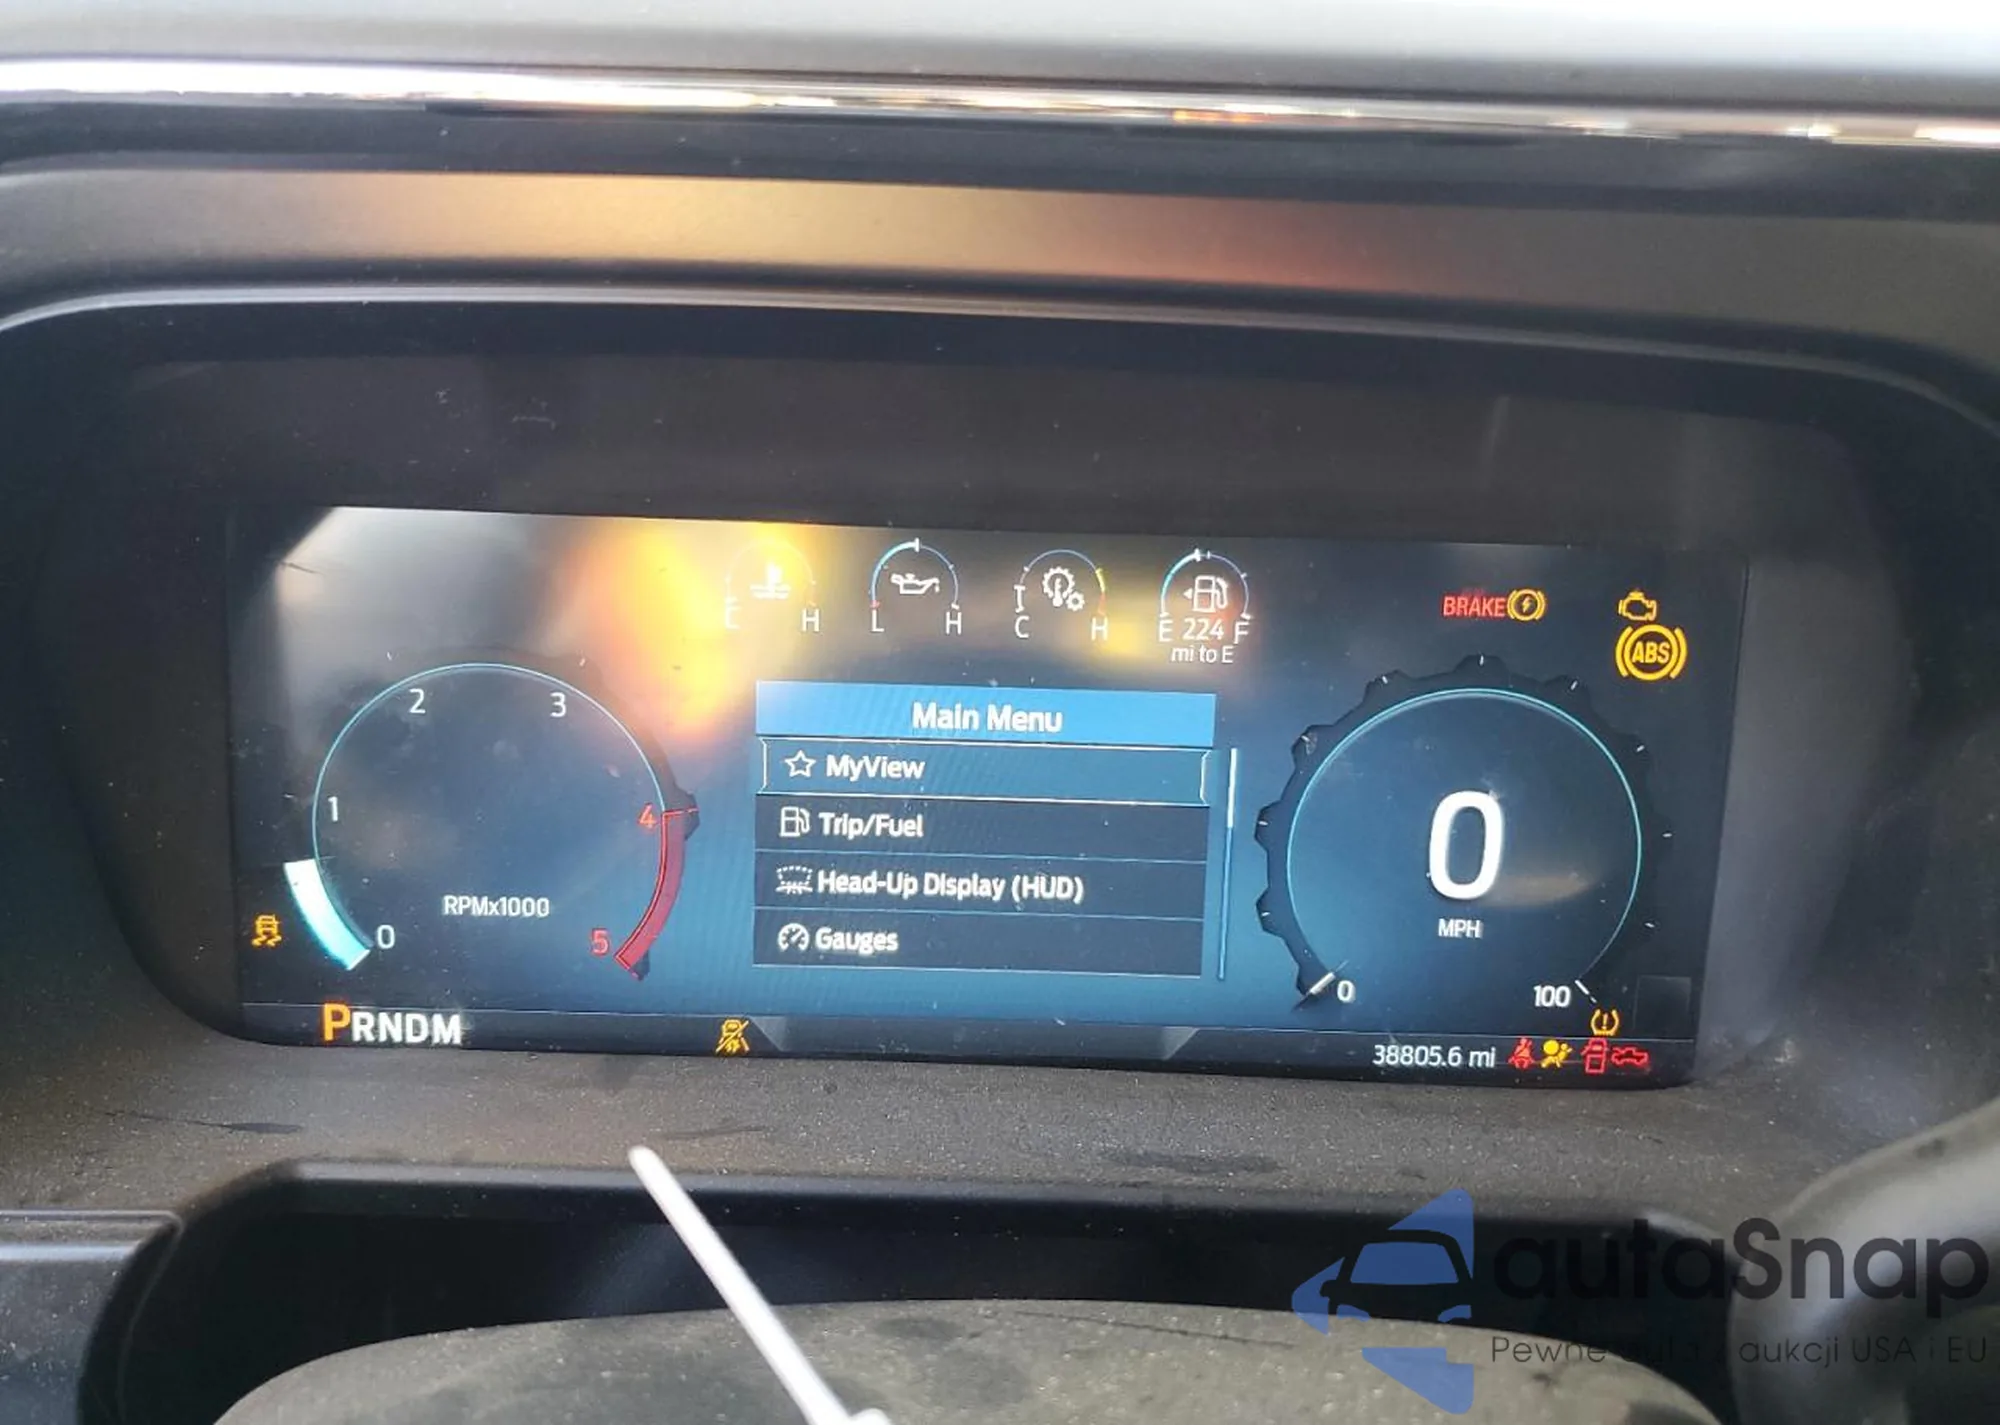 E H
L H
C H
E 224 F
mi to E
BRAKE
ABS
1 2 3 4 5
0
RPMx1000
Main Menu
MyView
Trip/Fuel
Head-Up Display (HUD)
Gauges
0
MPH
0 100
PRNDM
38805.6 mi
autaSnap
Pewne auta z aukcji USA i EU